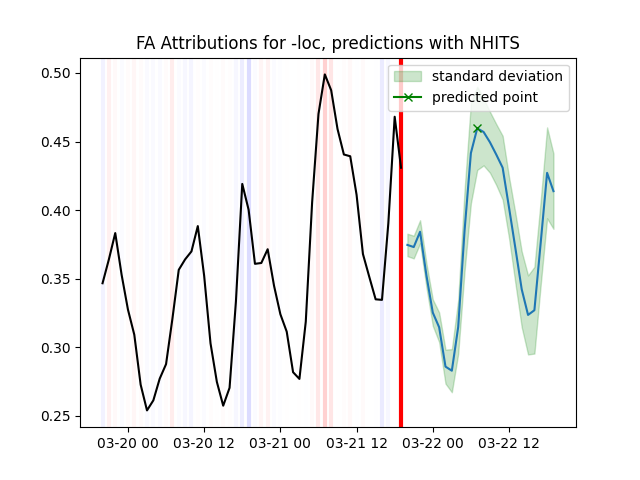 FA Attributions for -loc, predictions with NHITS
standard deviation
predicted point
0.50
0.45
0.40
0.35
0.30
0.25
03-20 00 03-20 12 03-21 00 03-21 12 03-22 00 03-22 12